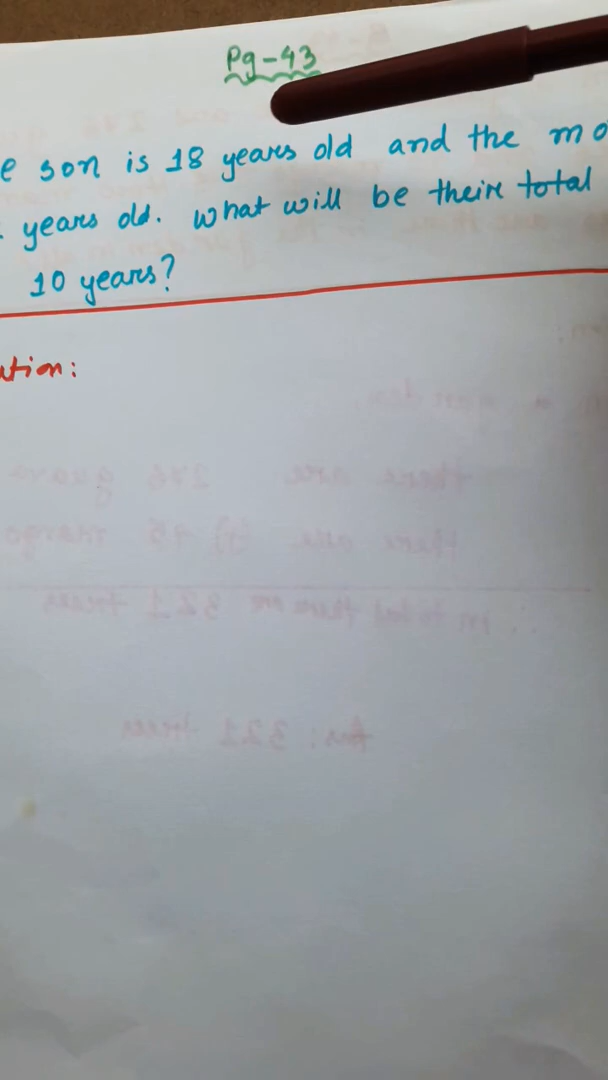 Pg-43
e son is 18 years old and the mo
years old. What will be their total
10 years?
ution: